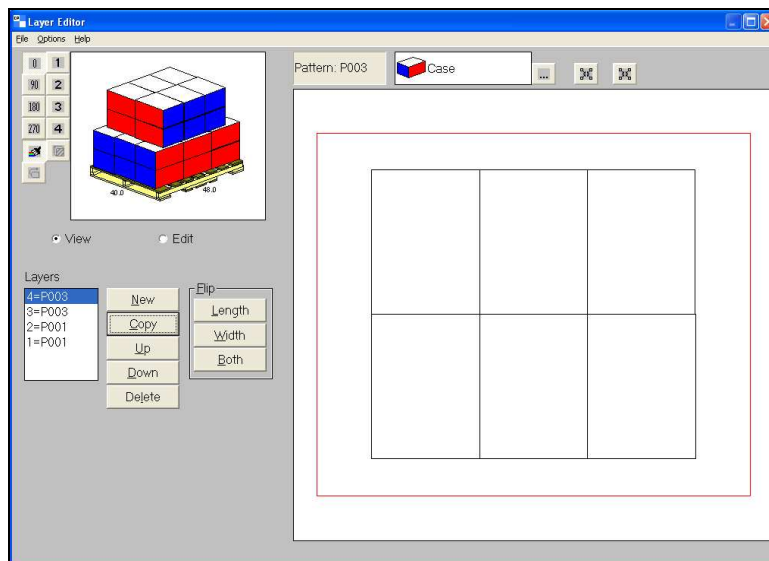 Layer Editor
File Options Help
0 1
90 2
180 3
270 4
Pattern: P003
Case
...
40.0
48.0
View
Edit
Layers
4=P003
3=P003
2=P001
1=P001
New
Copy
Up
Down
Delete
Flip
Length
Width
Both